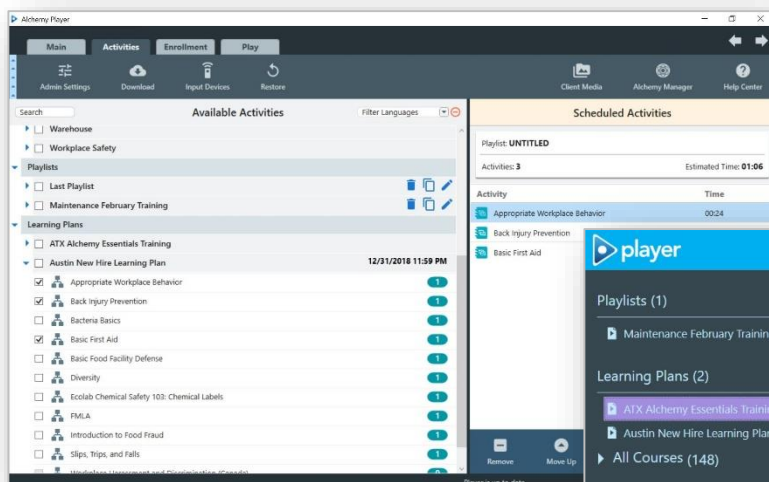 Alchemy Player
Main Activities Enrollment Play
Admin Settings Download Input Devices Restore Client Media Alchemy Manager Help Center
Search Available Activities Filter Languages
Warehouse
Workplace Safety
Playlists
Last Playlist
Maintenance February Training
Learning Plans
ATX Alchemy Essentials Training
Austin New Hire Learning Plan 12/31/2018 11:59 PM
Appropriate Workplace Behavior 1
Back Injury Prevention 1
Bacteria Basics 1
Basic First Aid 1
Basic Food Facility Defense 1
Diversity 1
Ecolab Chemical Safety 103: Chemical Labels 1
FMLA 1
Introduction to Food Fraud 1
Slips, Trips, and Falls 1
Scheduled Activities
Playlist: UNTITLED
Activities: 3 Estimated Time: 01:06
Activity Time
Appropriate Workplace Behavior 00:24
Back Injury Prevention
Basic First Aid
Remove Move Up
player
Playlists (1)
Maintenance February Trainin
Learning Plans (2)
ATX Alchemy Essentials Trainin
Austin New Hire Learning Plan
All Courses (148)